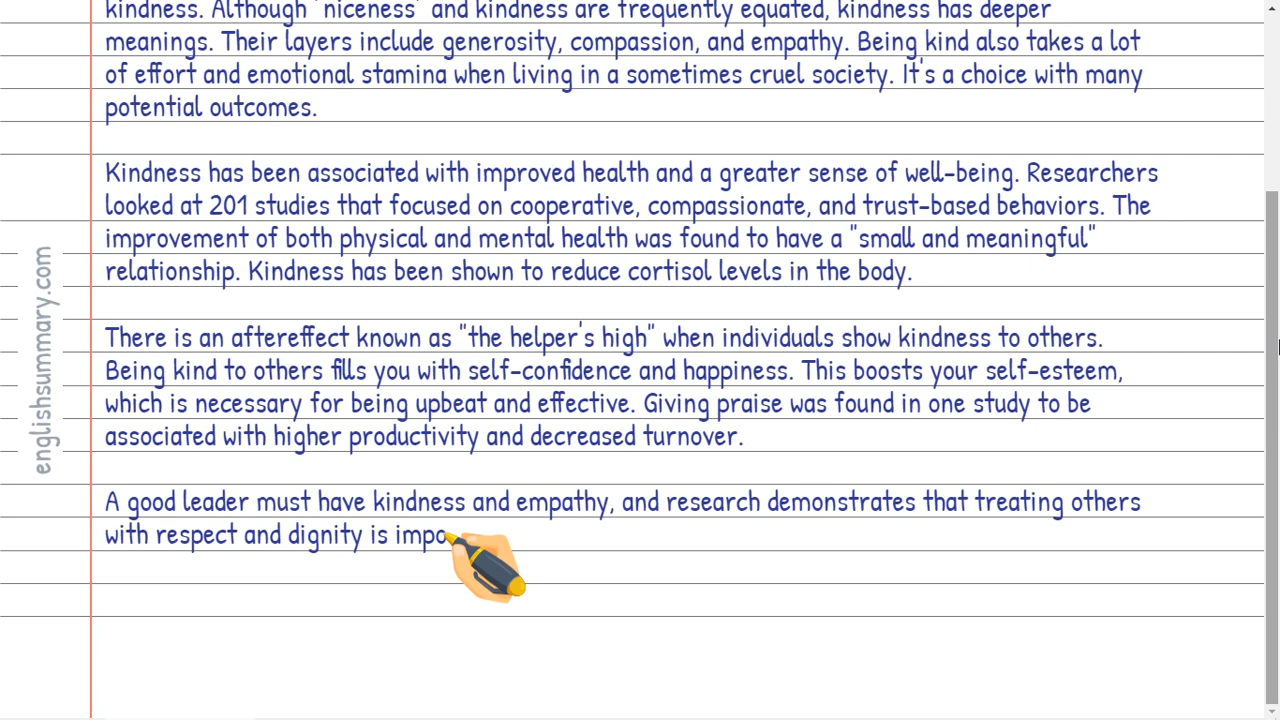 kindness. Although "niceness" and kindness are frequently equated, kindness has deeper
meanings. Their layers include generosity, compassion, and empathy. Being kind also takes a lot
of effort and emotional stamina when living in a sometimes cruel society. It's a choice with many
potential outcomes.
Kindness has been associated with improved health and a greater sense of well-being. Researchers
looked at 201 studies that focused on cooperative, compassionate, and trust-based behaviors. The
improvement of both physical and mental health was found to have a "small and meaningful"
relationship. Kindness has been shown to reduce cortisol levels in the body.
There is an aftereffect known as "the helper's high" when individuals show kindness to others.
Being kind to others fills you with self-confidence and happiness. This boosts your self-esteem,
which is necessary for being upbeat and effective. Giving praise was found in one study to be
associated with higher productivity and decreased turnover.
A good leader must have kindness and empathy, and research demonstrates that treating others
with respect and dignity is impo
englishsummary.com